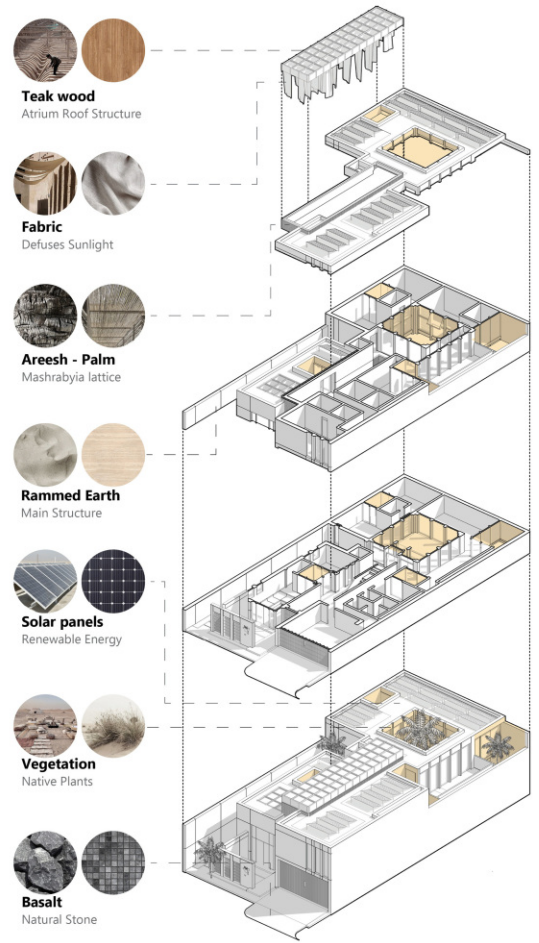 Teak wood
Atrium Roof Structure
Fabric
Defuses Sunlight
Areesh - Palm
Mashrabyia lattice
Rammed Earth
Main Structure
Solar panels
Renewable Energy
Vegetation
Native Plants
Basalt
Natural Stone